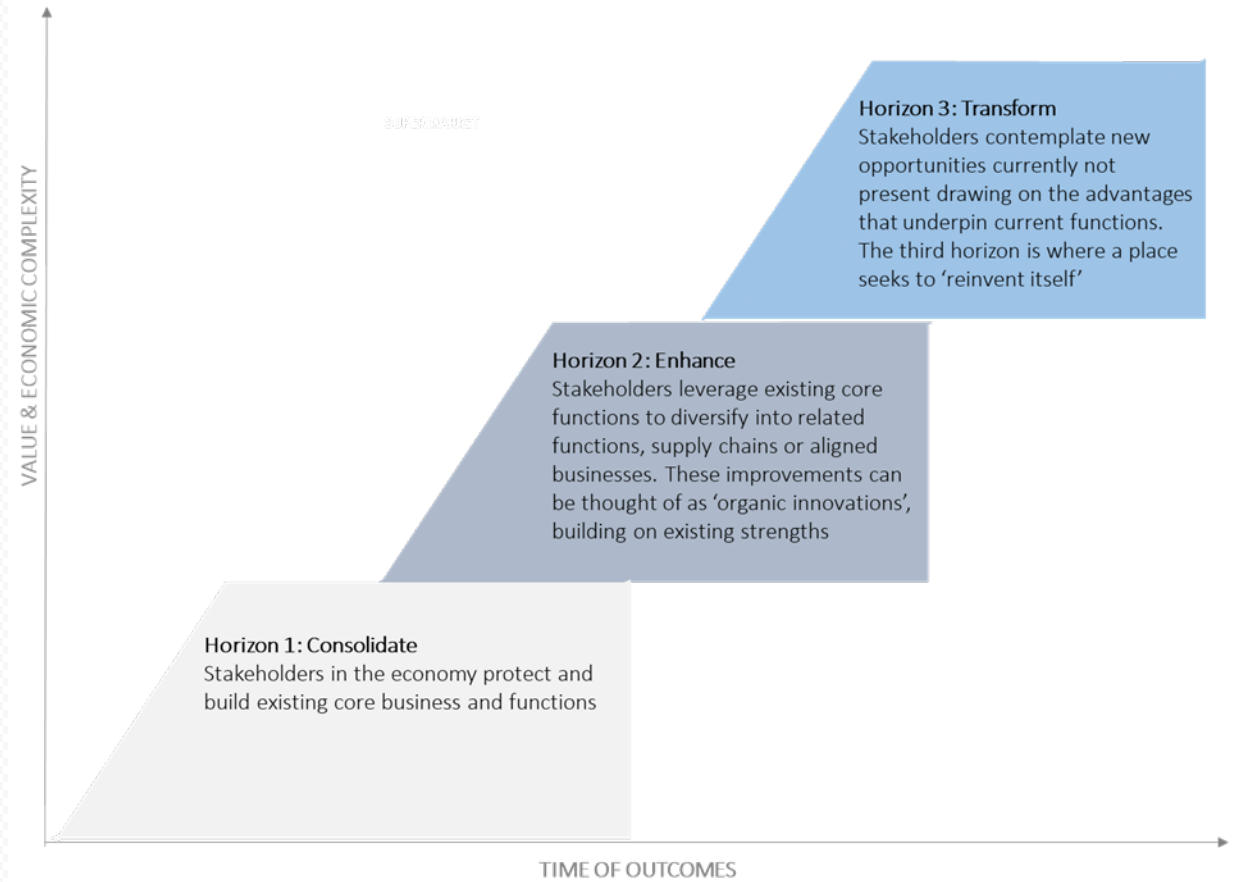 VALUE & ECONOMIC COMPLEXITY
SUPER MARKET
Horizon 3: Transform
Stakeholders contemplate new
opportunities currently not
present drawing on the advantages
that underpin current functions.
The third horizon is where a place
seeks to ‘reinvent itself’
Horizon 2: Enhance
Stakeholders leverage existing core
functions to diversify into related
functions, supply chains or aligned
businesses. These improvements can
be thought of as ‘organic innovations’,
building on existing strengths
Horizon 1: Consolidate
Stakeholders in the economy protect and
build existing core business and functions
TIME OF OUTCOMES